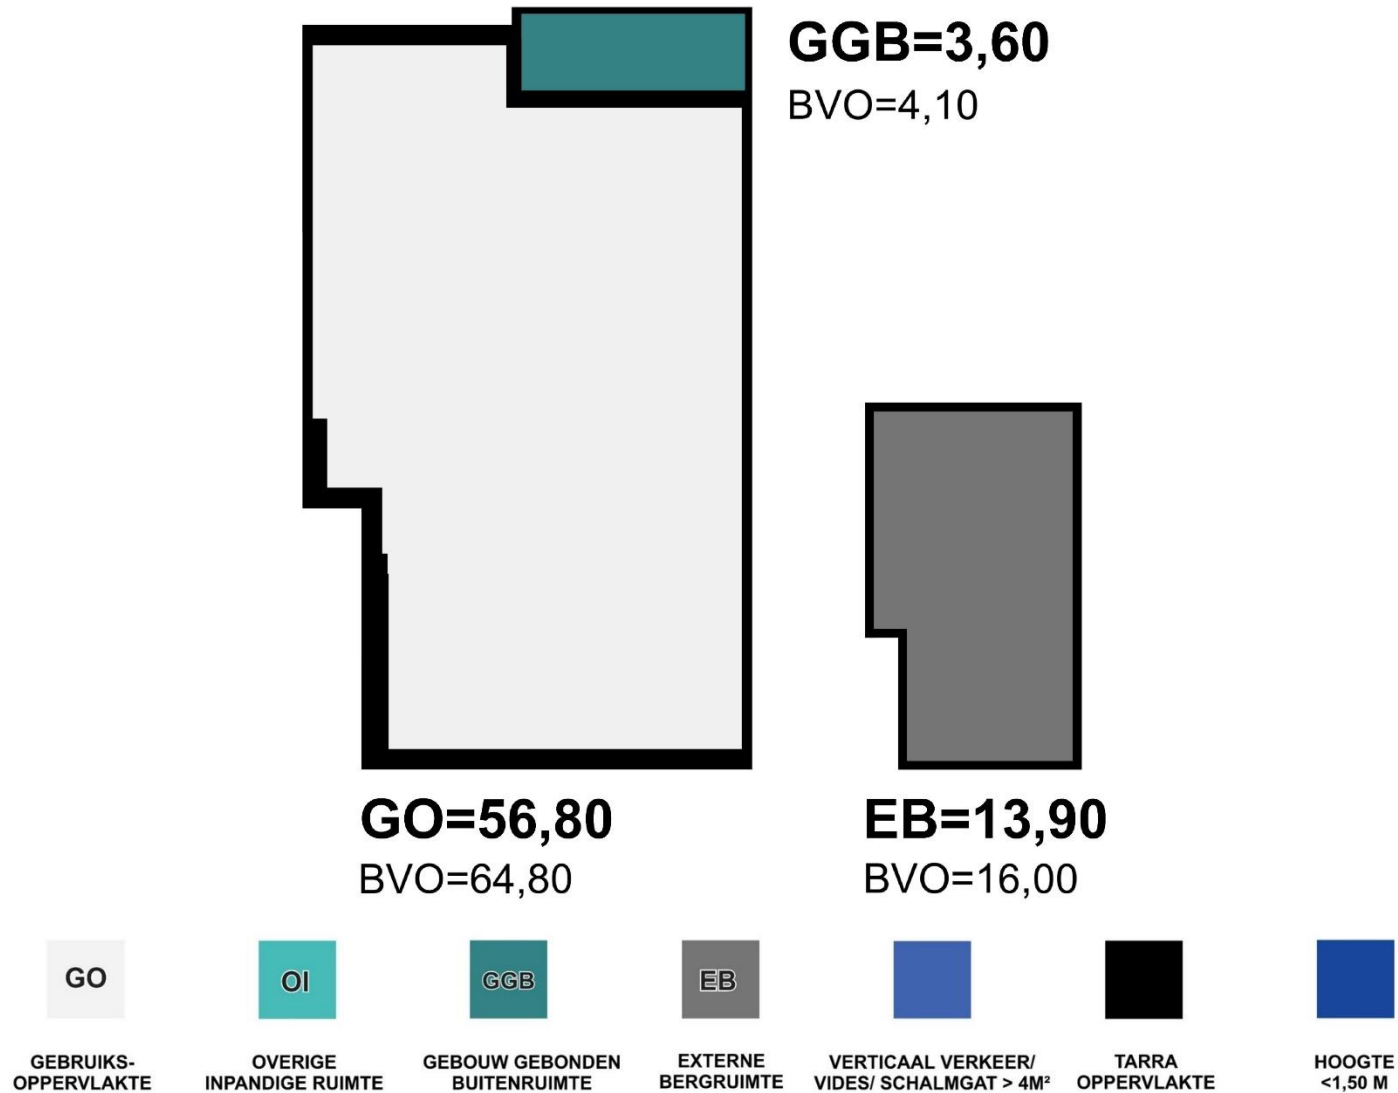 GGB=3,60
BVO=4,10
GO=56,80
BVO=64,80
EB=13,90
BVO=16,00
GO
OI
GGB
EB
GEBRUIKS-
OPPERVLAKTE
OVERIGE
INPANDIGE RUIMTE
GEBOUW GEBONDEN
BUITENRUIMTE
EXTERNE
BERGRUIMTE
VERTICAAL VERKEER/
VIDES/ SCHALMGAT > 4M²
TARRA
OPPERVLAKTE
HOOGTE
<1,50 M